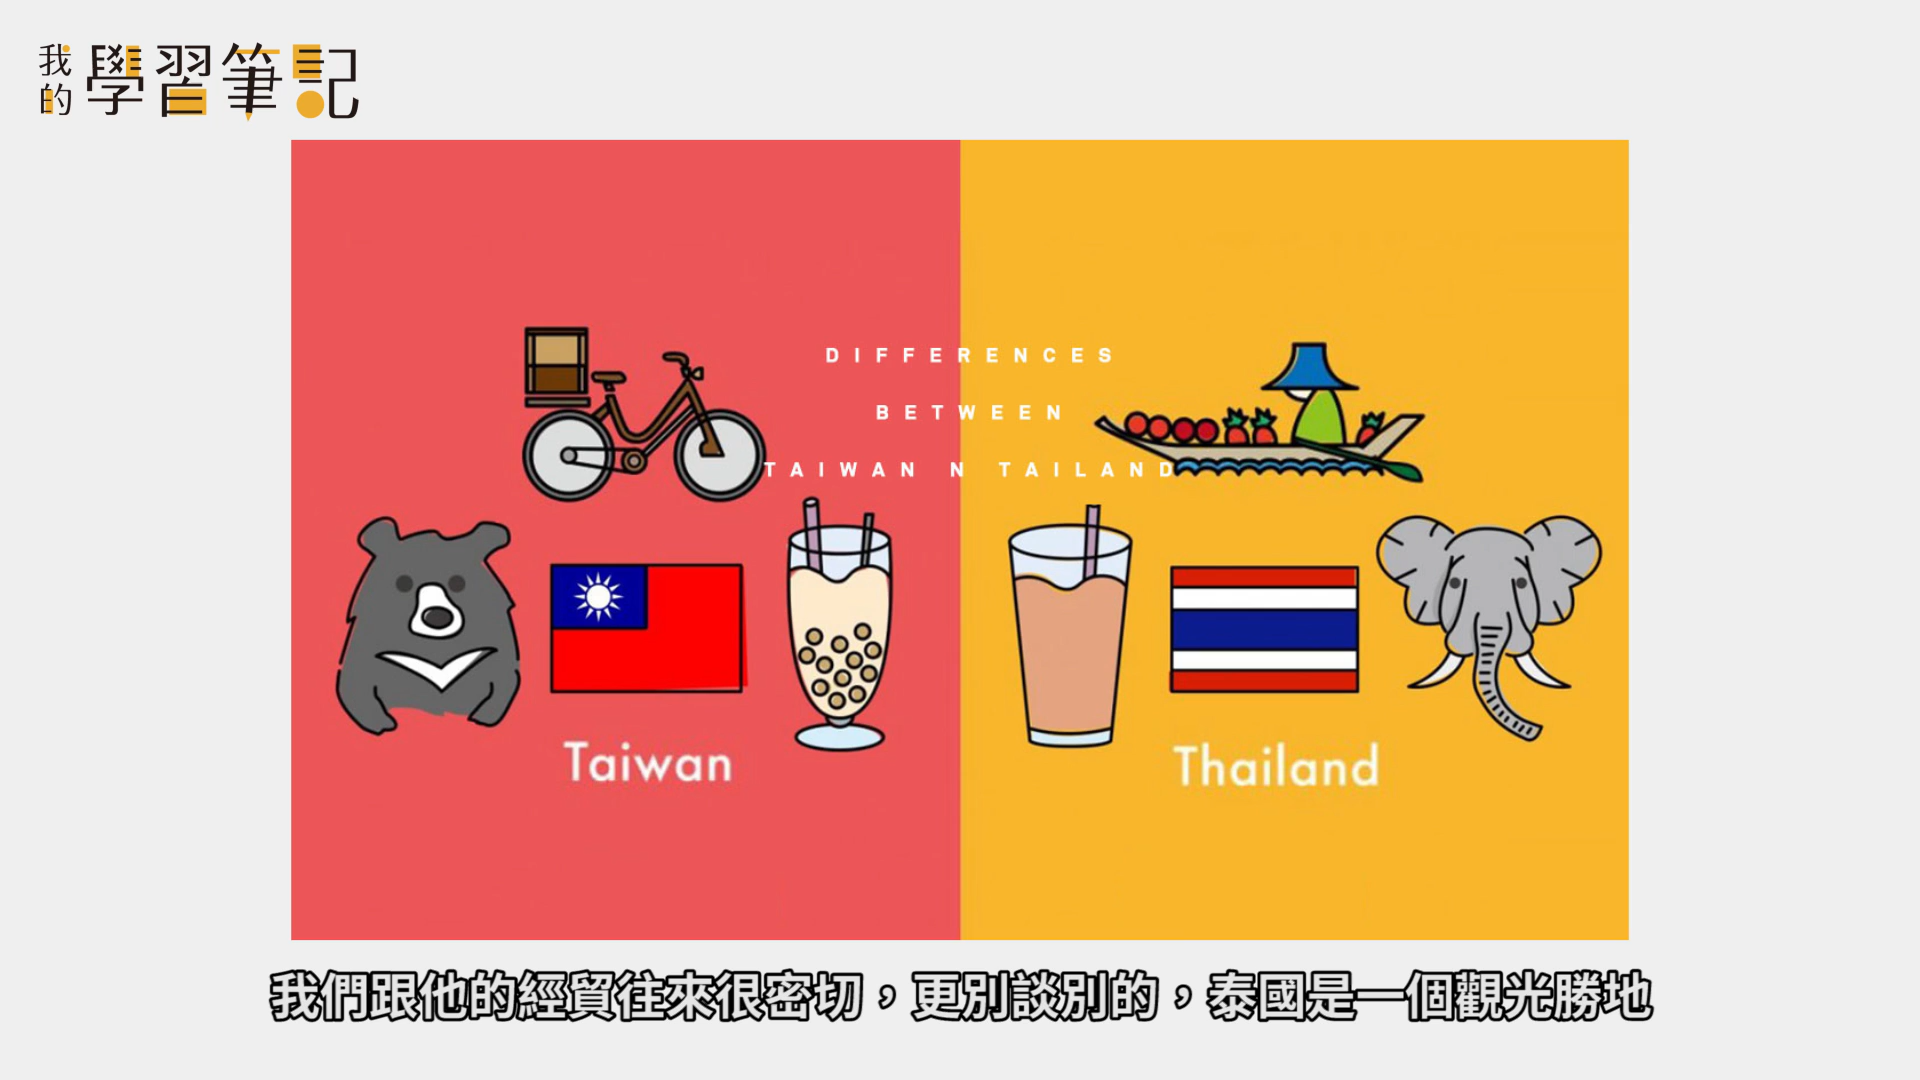 我的學習筆記
DIFFERENCES
BETWEEN
TAIWAN N TAILAND
Taiwan
Thailand
我們跟他的經貿往來很密切，更別談別的，泰國是一個觀光勝地